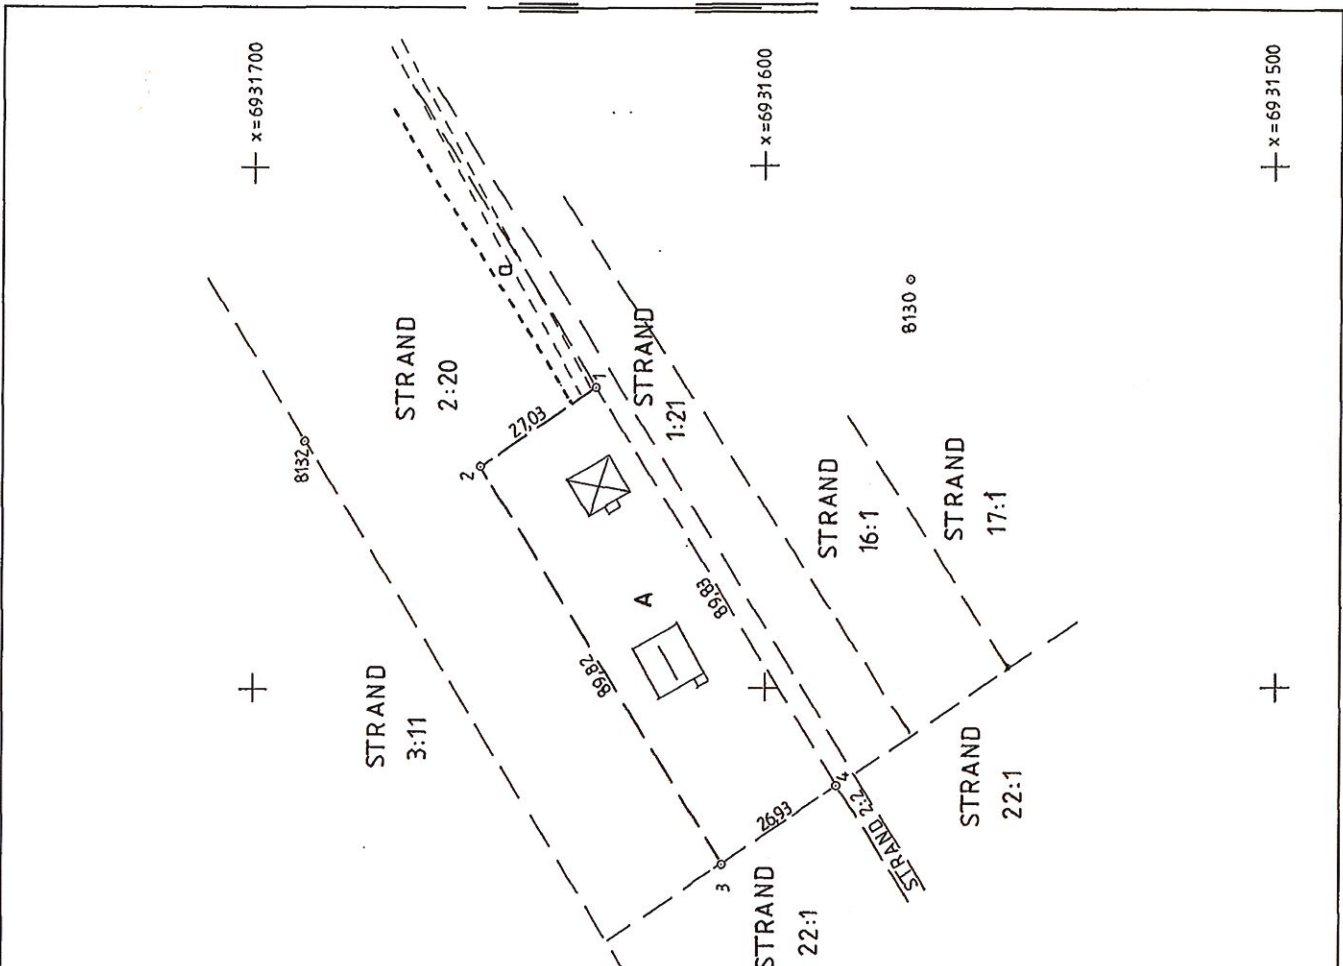 x=6931700
x=6931600
x=6931500
STRAND
2:20
STRAND
1:21
8130
8132
2
27,03
1
STRAND
16:1
STRAND
17:1
A
89,83
89,82
STRAND
3:11
STRAND
22:1
26,93
4
STRAND 2:2
3
STRAND
22:1